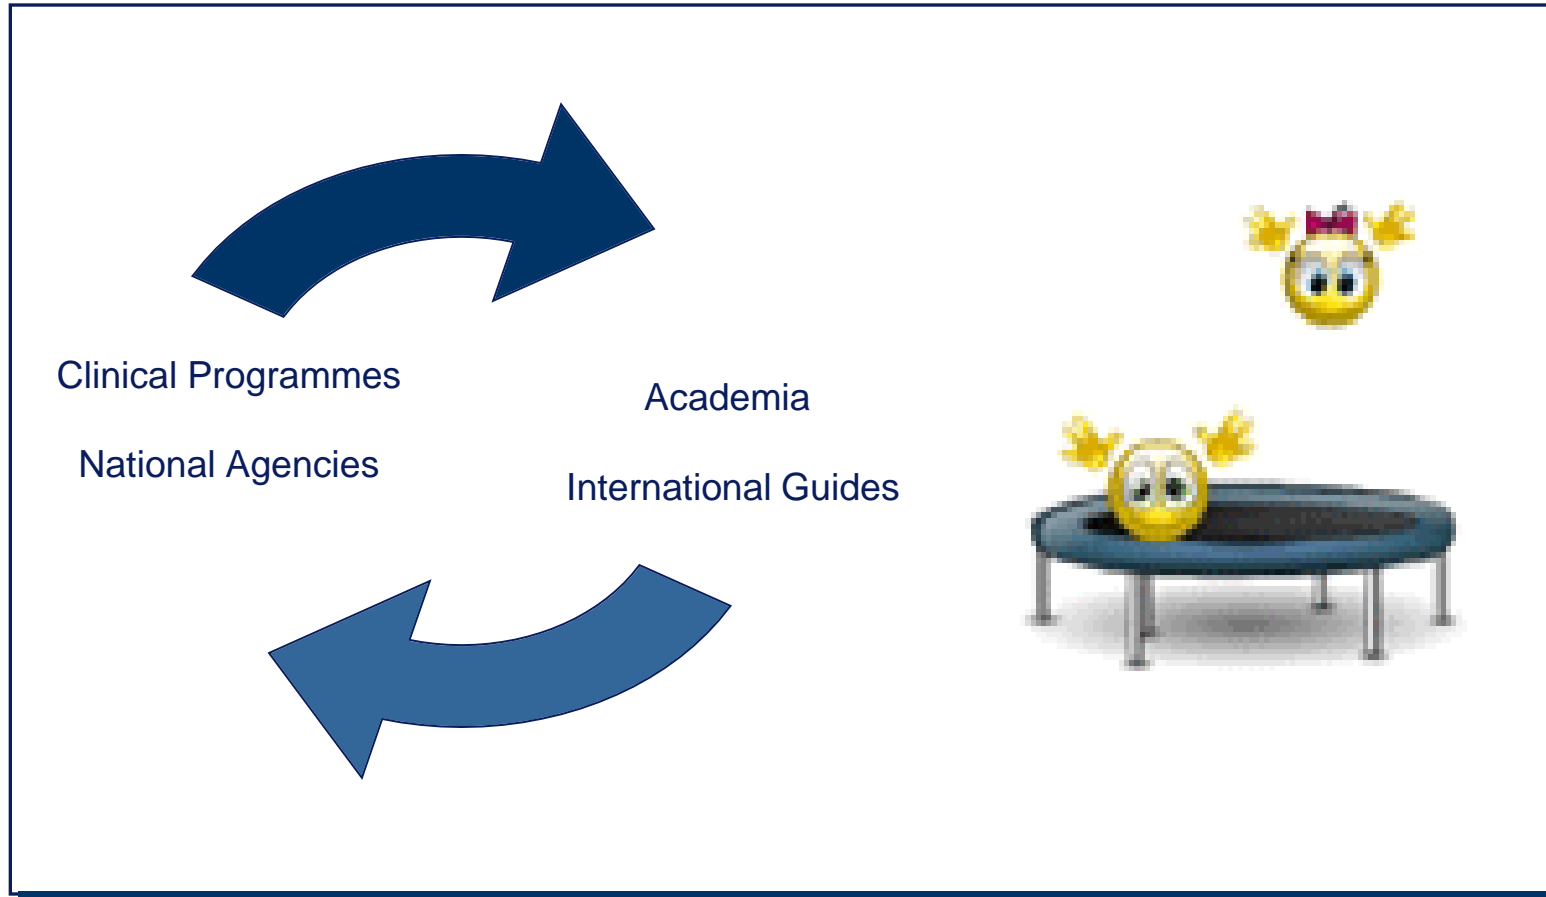 Clinical Programmes
National Agencies
Academia
International Guides